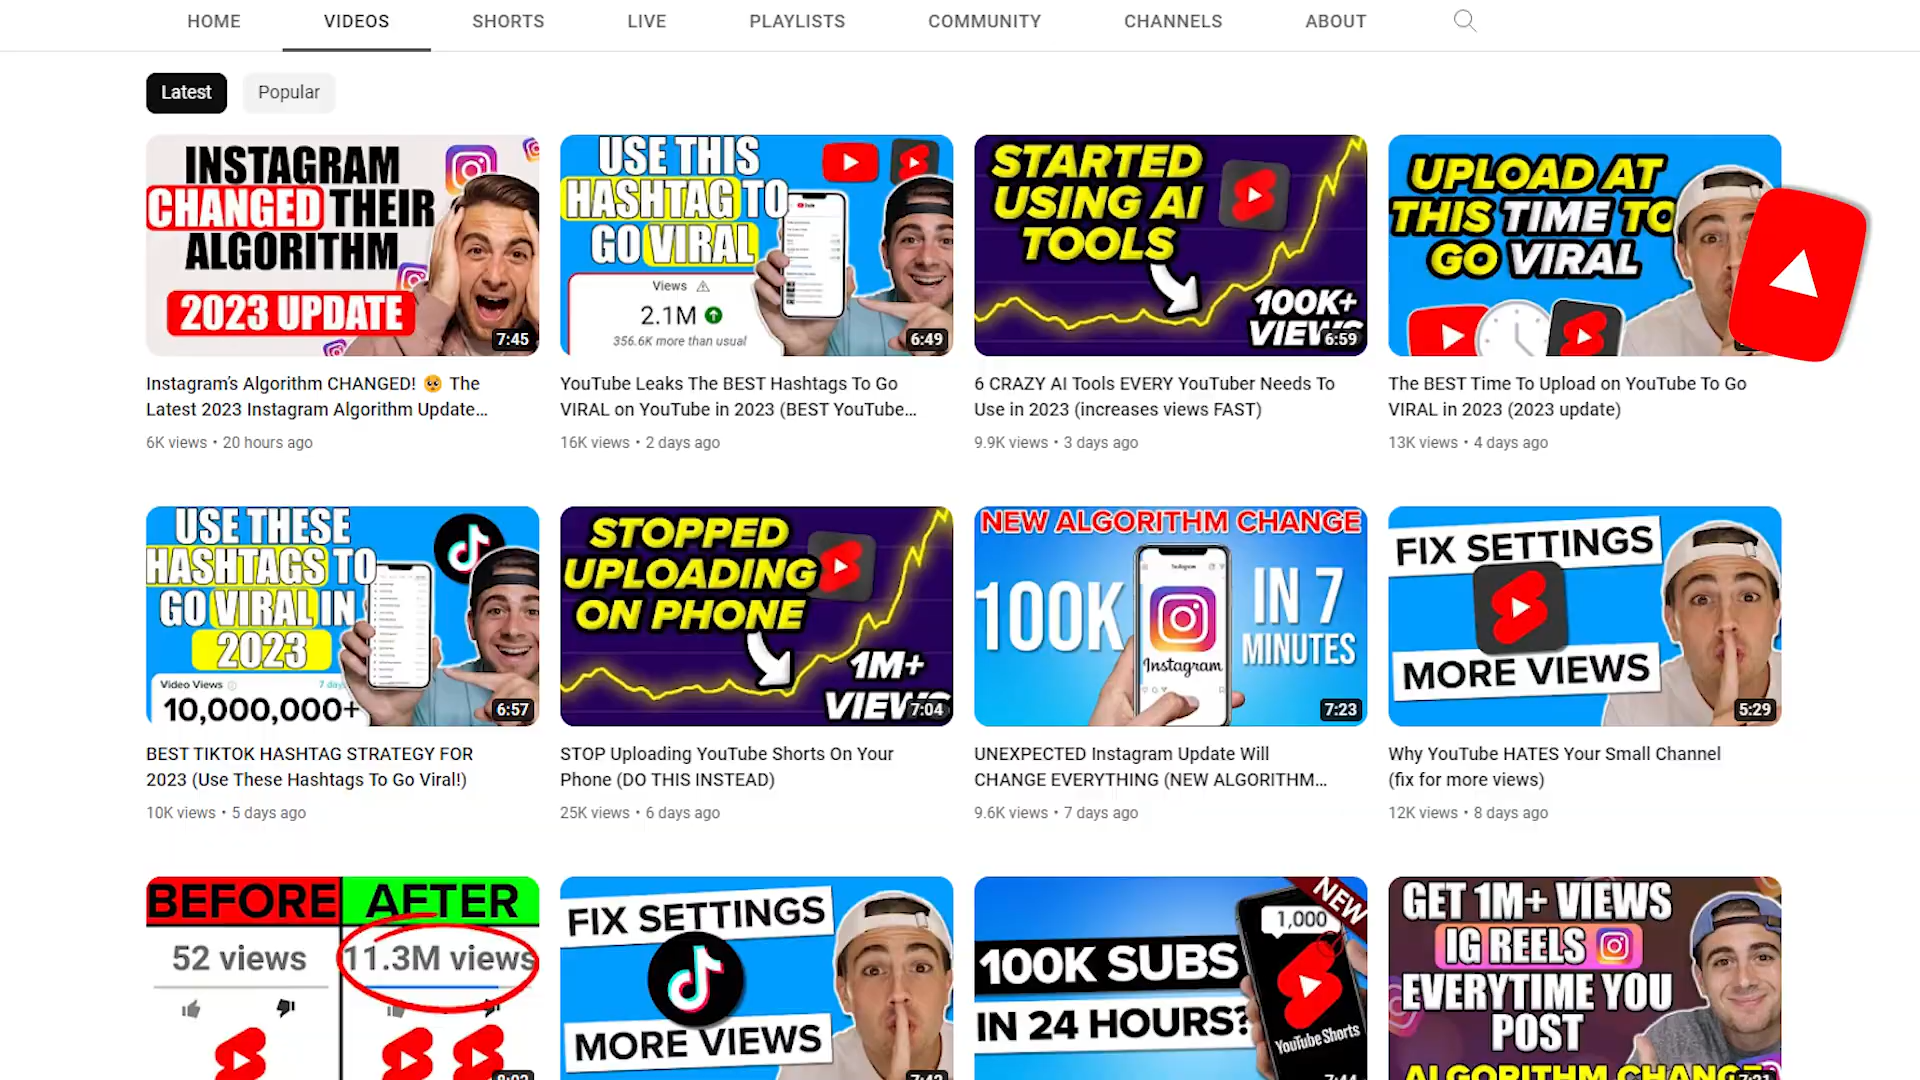 HOME VIDEOS SHORTS LIVE PLAYLISTS COMMUNITY CHANNELS ABOUT
Latest Popular
INSTAGRAM
CHANGED THEIR
ALGORITHM
2023 UPDATE
7:45
USE THIS
HASHTAG TO
GO VIRAL
Views
2.1M
356.6K more than usual
6:49
STARTED
USING AI
TOOLS
100K+
VIEWS
6:59
UPLOAD AT
THIS TIME TO
GO VIRAL
Instagram’s Algorithm CHANGED! 🥺 The
Latest 2023 Instagram Algorithm Update...
6K views • 20 hours ago
YouTube Leaks The BEST Hashtags To Go
VIRAL on YouTube in 2023 (BEST YouTube...
16K views • 2 days ago
6 CRAZY AI Tools EVERY YouTuber Needs To
Use in 2023 (increases views FAST)
9.9K views • 3 days ago
The BEST Time To Upload on YouTube To Go
VIRAL in 2023 (2023 update)
13K views • 4 days ago
USE THESE
HASHTAGS TO
GO VIRAL IN
2023
Video Views
7 days
10,000,000+
6:57
STOPPED
UPLOADING
ON PHONE
1M+
VIEWS
7:04
NEW ALGORITHM CHANGE
100K
IN 7
MINUTES
Instagram
Instagram
7:23
FIX SETTINGS
MORE VIEWS
5:29
BEST TIKTOK HASHTAG STRATEGY FOR
2023 (Use These Hashtags To Go Viral!)
10K views • 5 days ago
STOP Uploading YouTube Shorts On Your
Phone (DO THIS INSTEAD)
25K views • 6 days ago
UNEXPECTED Instagram Update Will
CHANGE EVERYTHING (NEW ALGORITHM...
9.6K views • 7 days ago
Why YouTube HATES Your Small Channel
(fix for more views)
12K views • 8 days ago
BEFORE AFTER
52 views 11.3M views
FIX SETTINGS
MORE VIEWS
7:42
NEW
1,000
100K SUBS
IN 24 HOURS?
YouTube Shorts
7:44
GET 1M+ VIEWS
IG REELS
EVERYTIME YOU
POST
ALGORITHM CHANGE